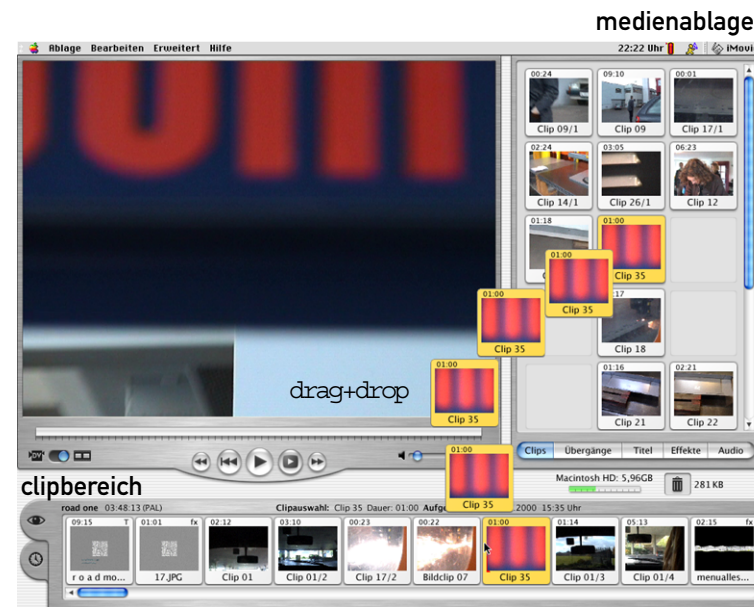 medienablage
Ablage Bearbeiten Erweitert Hilfe 22:22 Uhr iMovi
00:24 09:10 00:01
Clip 09/1 Clip 09 Clip 17/1
02:24 03:05 06:23
Clip 14/1 Clip 26/1 Clip 12
01:18 01:00
Clip 35
01:00
Clip 35
01:00 :17
Clip 35 Clip 18
01:00 01:16 02:21
drag+drop
Clip 35 Clip 21 Clip 22
DV
Clips Übergänge Titel Effekte Audio
01:00
Macintosh HD: 5,96GB
281 KB
clipbereich
Clip 35
road one 03:48:13 (PAL) Clipauswahl: Clip 35 Dauer: 01:00 Aufge 2000 15:35 Uhr
09:15 T 01:01 fx 02:12 03:10 00:23 00:22 01:00 01:14 05:13 02:15 fx
r o a d mo... 17.JPG Clip 01 Clip 01/2 Clip 17/2 Bildclip 07 Clip 35 Clip 01/3 Clip 01/4 menualles...